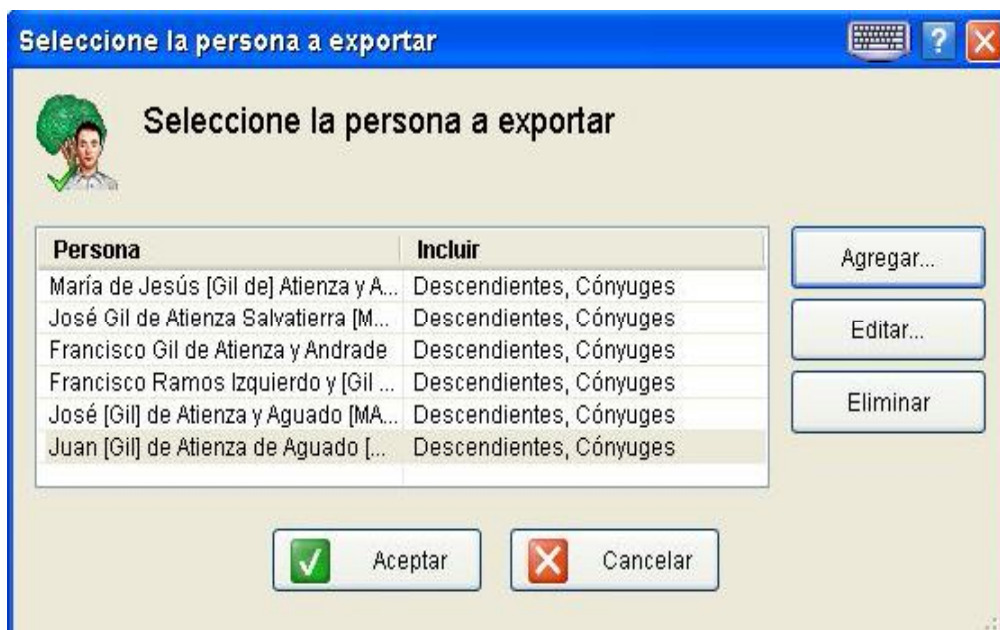 Seleccione la persona a exportar
?
Seleccione la persona a exportar
Persona Incluir
María de Jesús [Gil de] Atienza y A... Descendientes, Cónyuges
José Gil de Atienza Salvatierra [M... Descendientes, Cónyuges
Francisco Gil de Atienza y Andrade Descendientes, Cónyuges
Francisco Ramos Izquierdo y [Gil ... Descendientes, Cónyuges
José [Gil] de Atienza y Aguado [MA... Descendientes, Cónyuges
Juan [Gil] de Atienza de Aguado [... Descendientes, Cónyuges
Agregar...
Editar...
Eliminar
Aceptar Cancelar